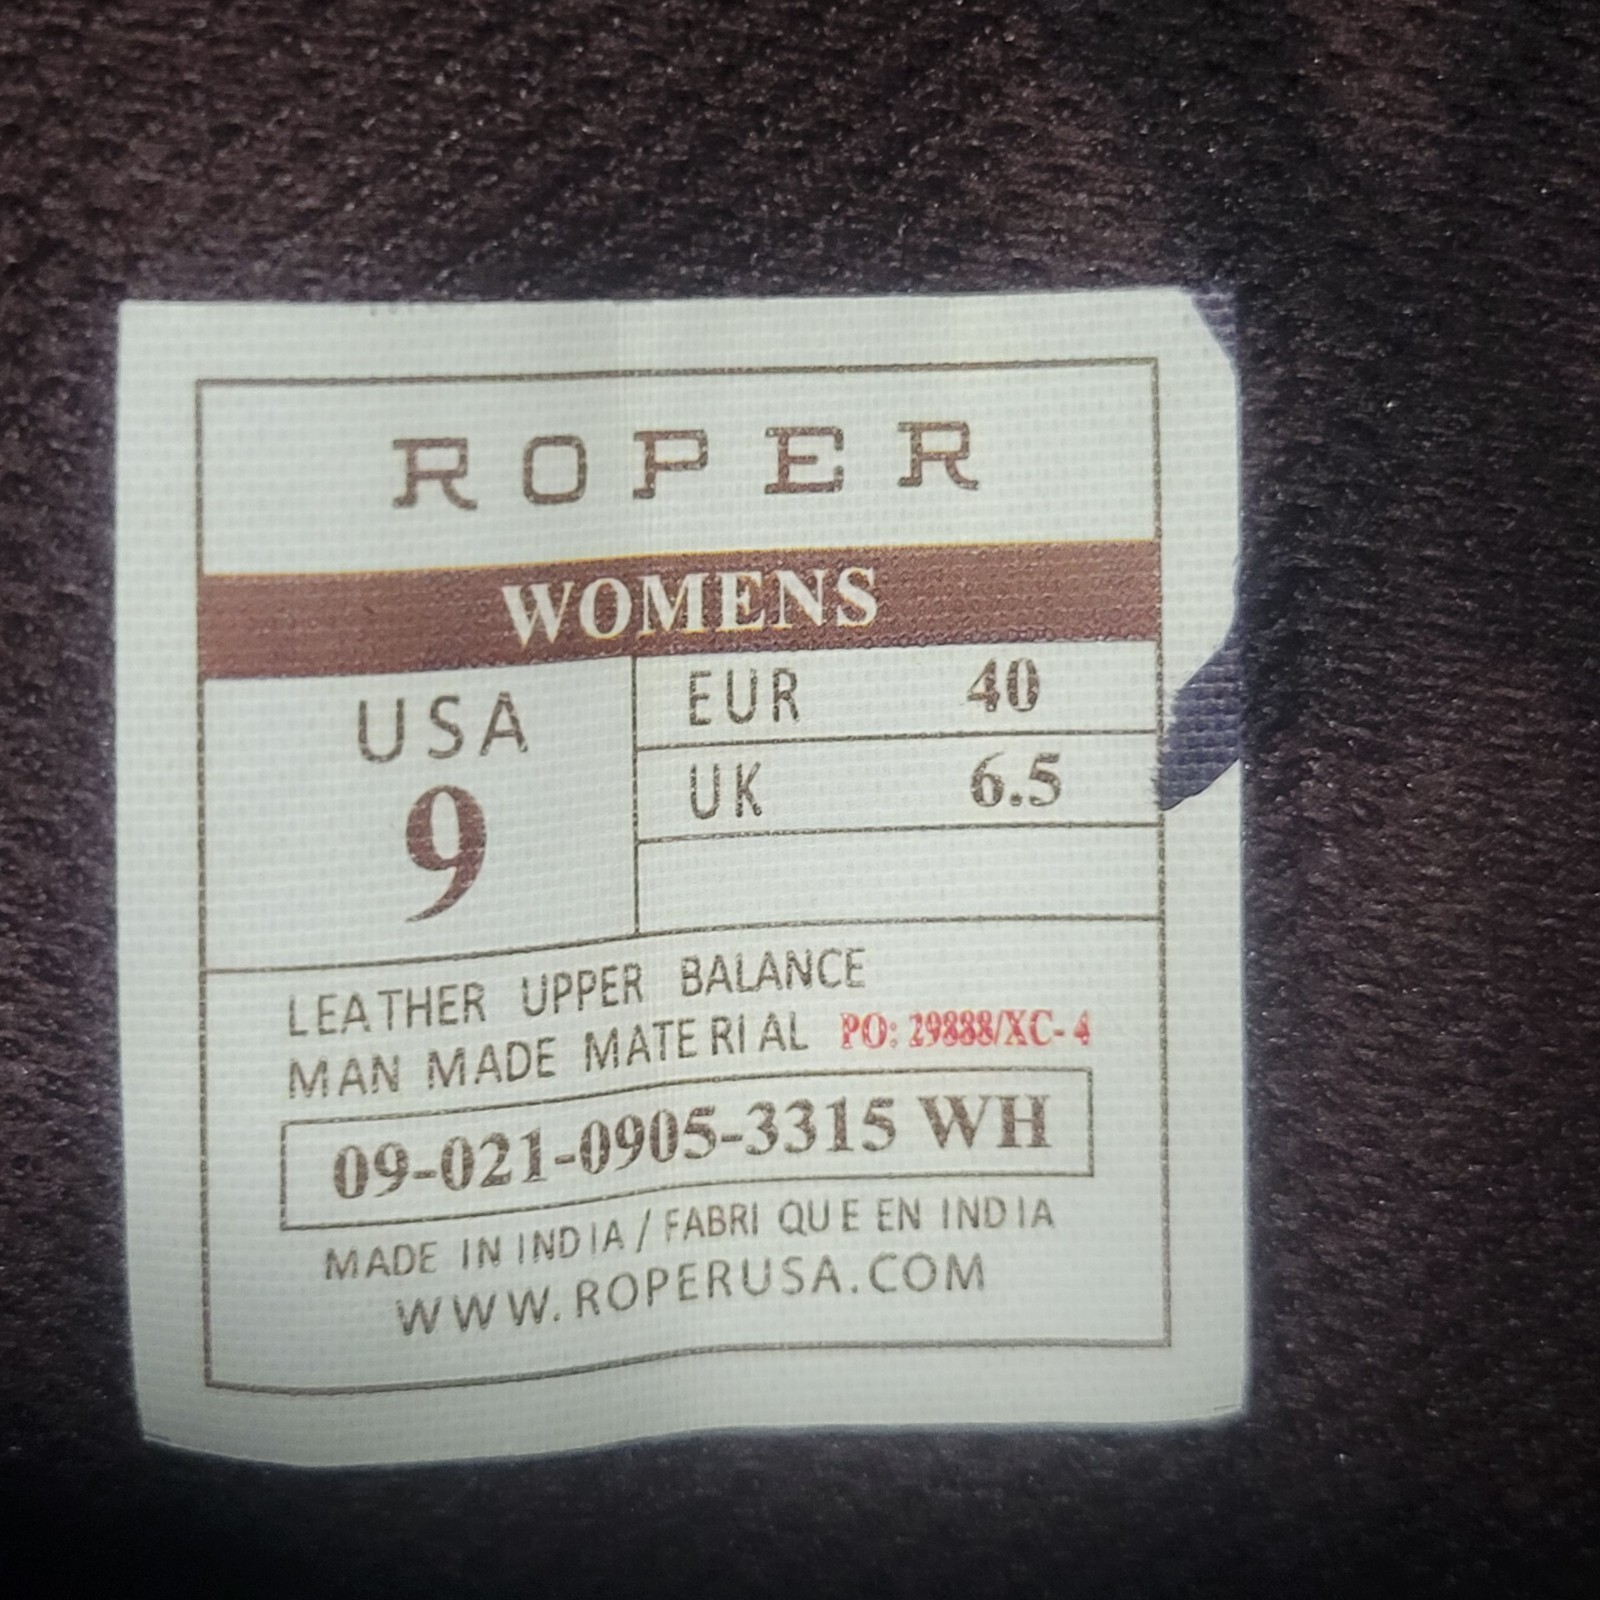 ROPER
WOMENS
USA
9
EUR 40
UK 6.5
LEATHER UPPER BALANCE
MAN MADE MATERIAL PO: 29888/XC- 4
09-021-0905-3315 WH
MADE IN INDIA / FABRIQUE EN INDIA
WWW.ROPERUSA.COM